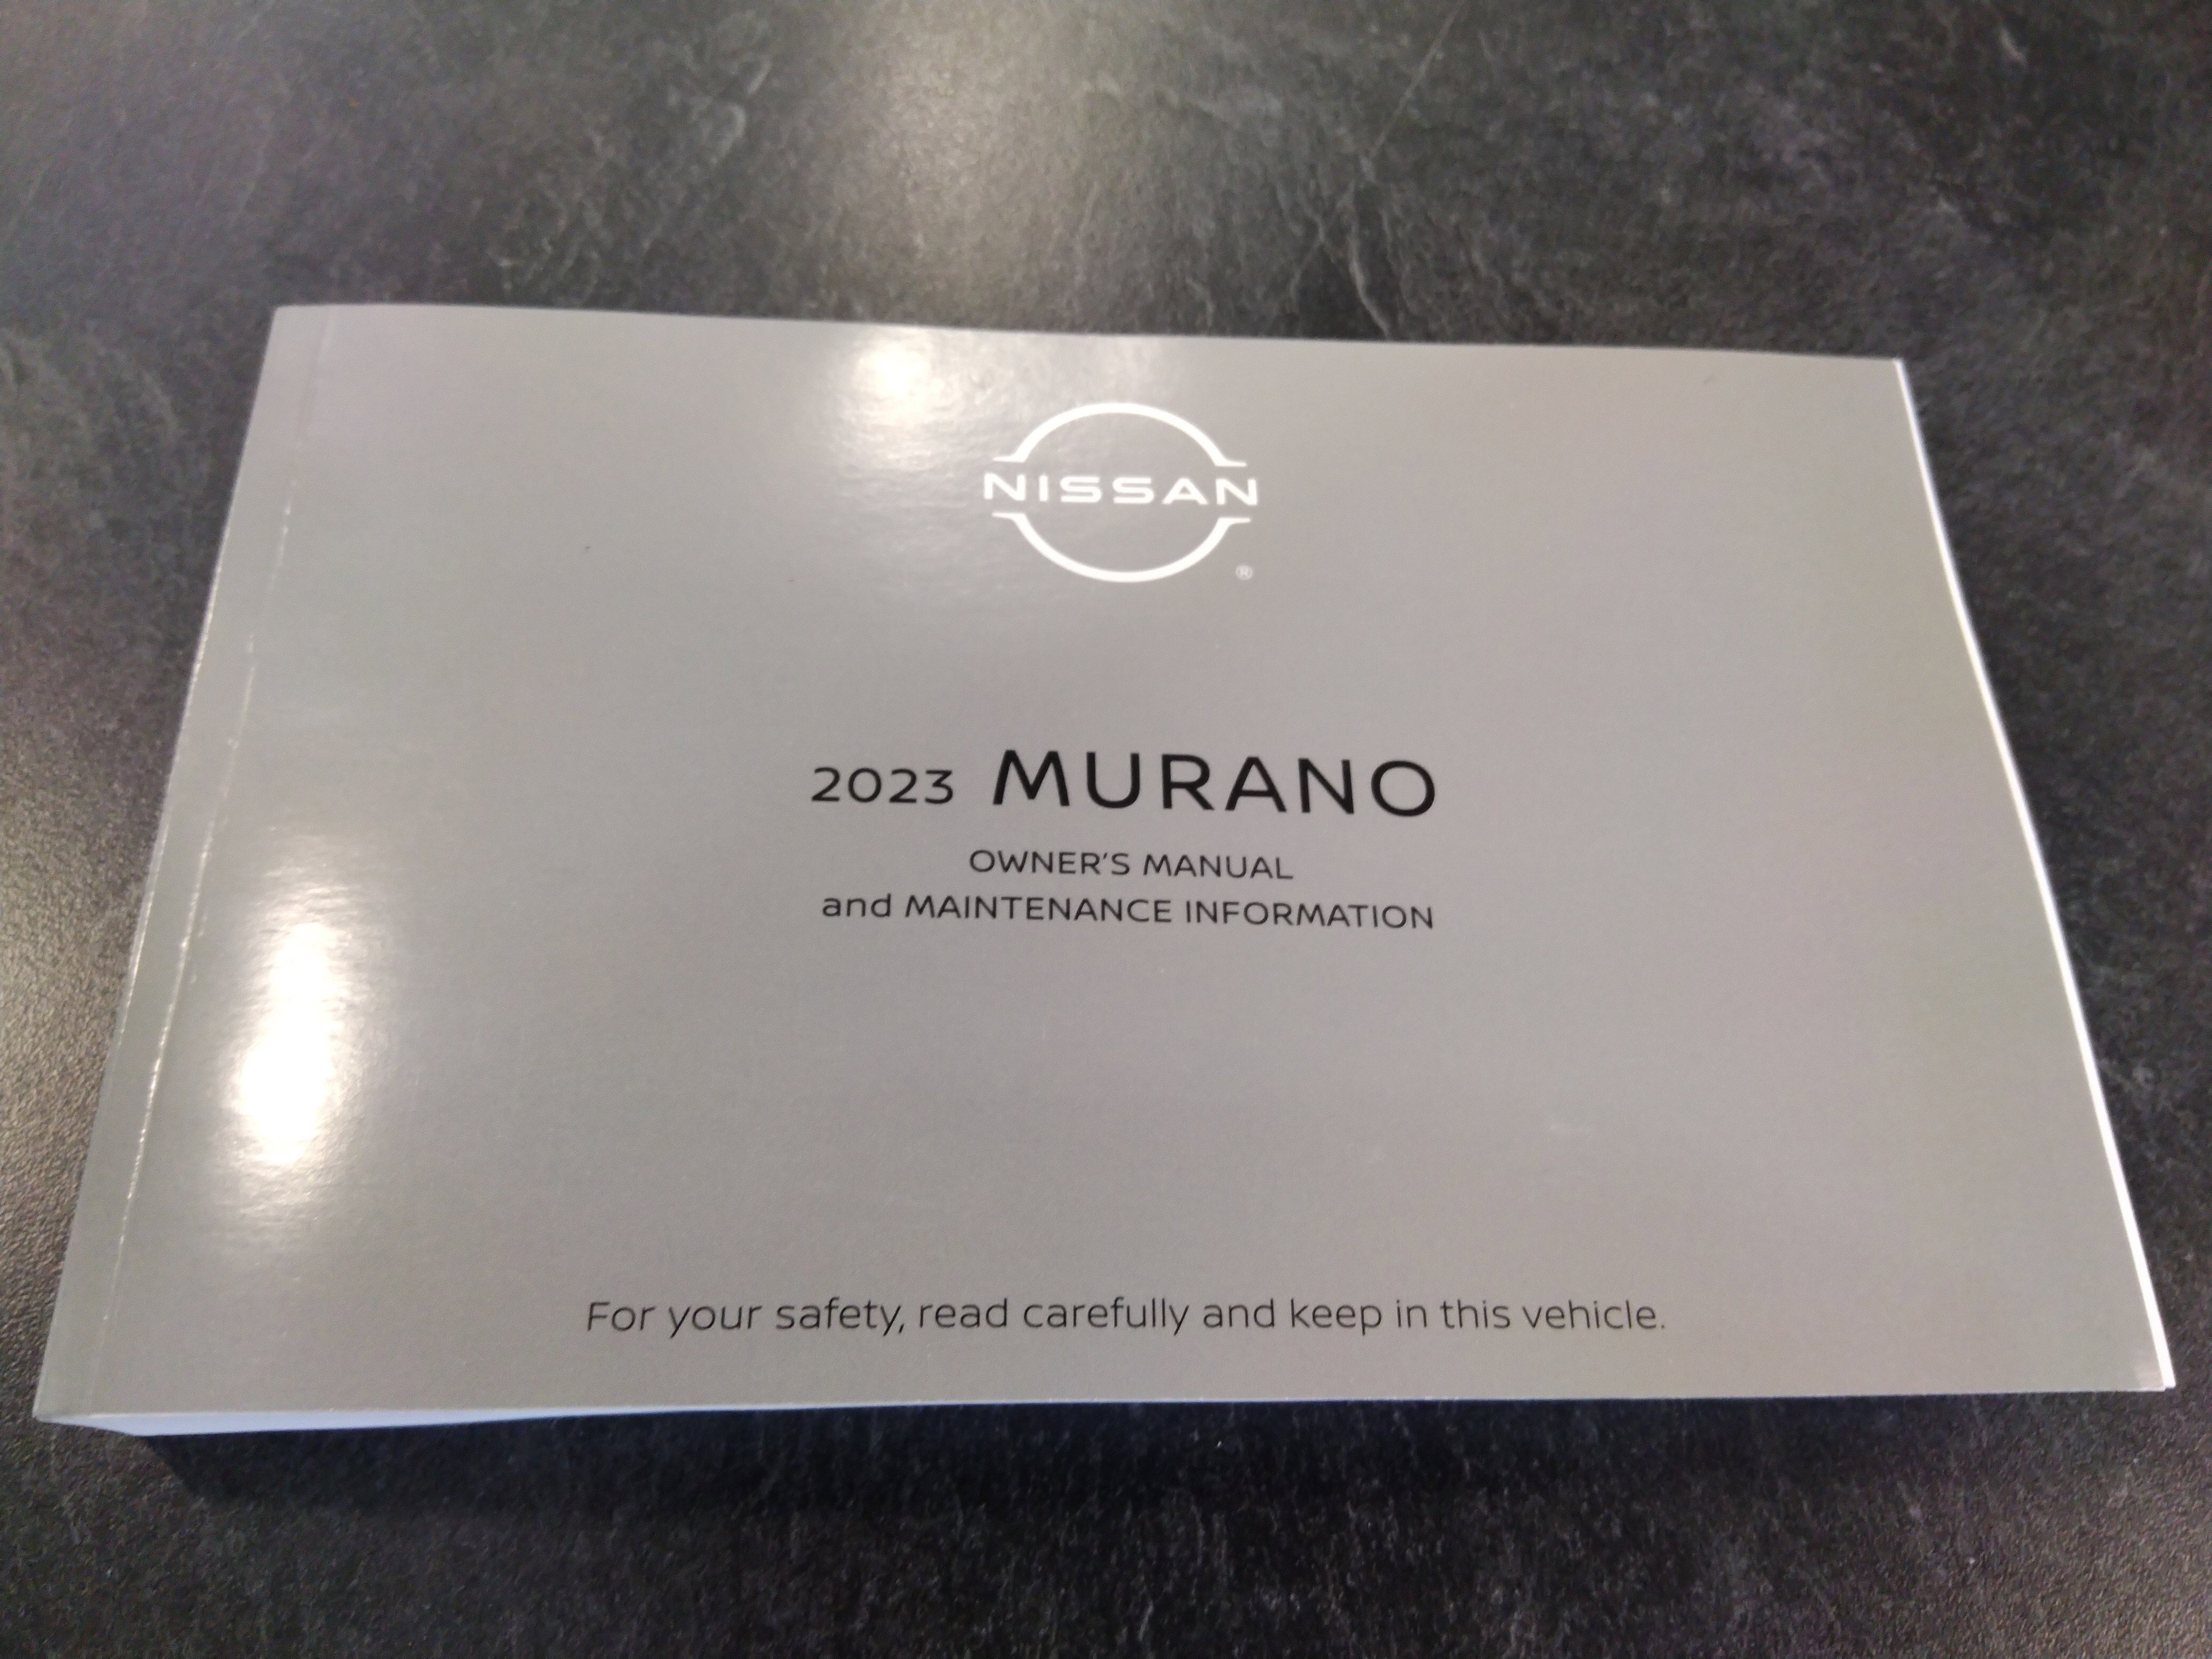 NISSAN
®
2023 MURANO
OWNER'S MANUAL
and MAINTENANCE INFORMATION
For your safety, read carefully and keep in this vehicle.